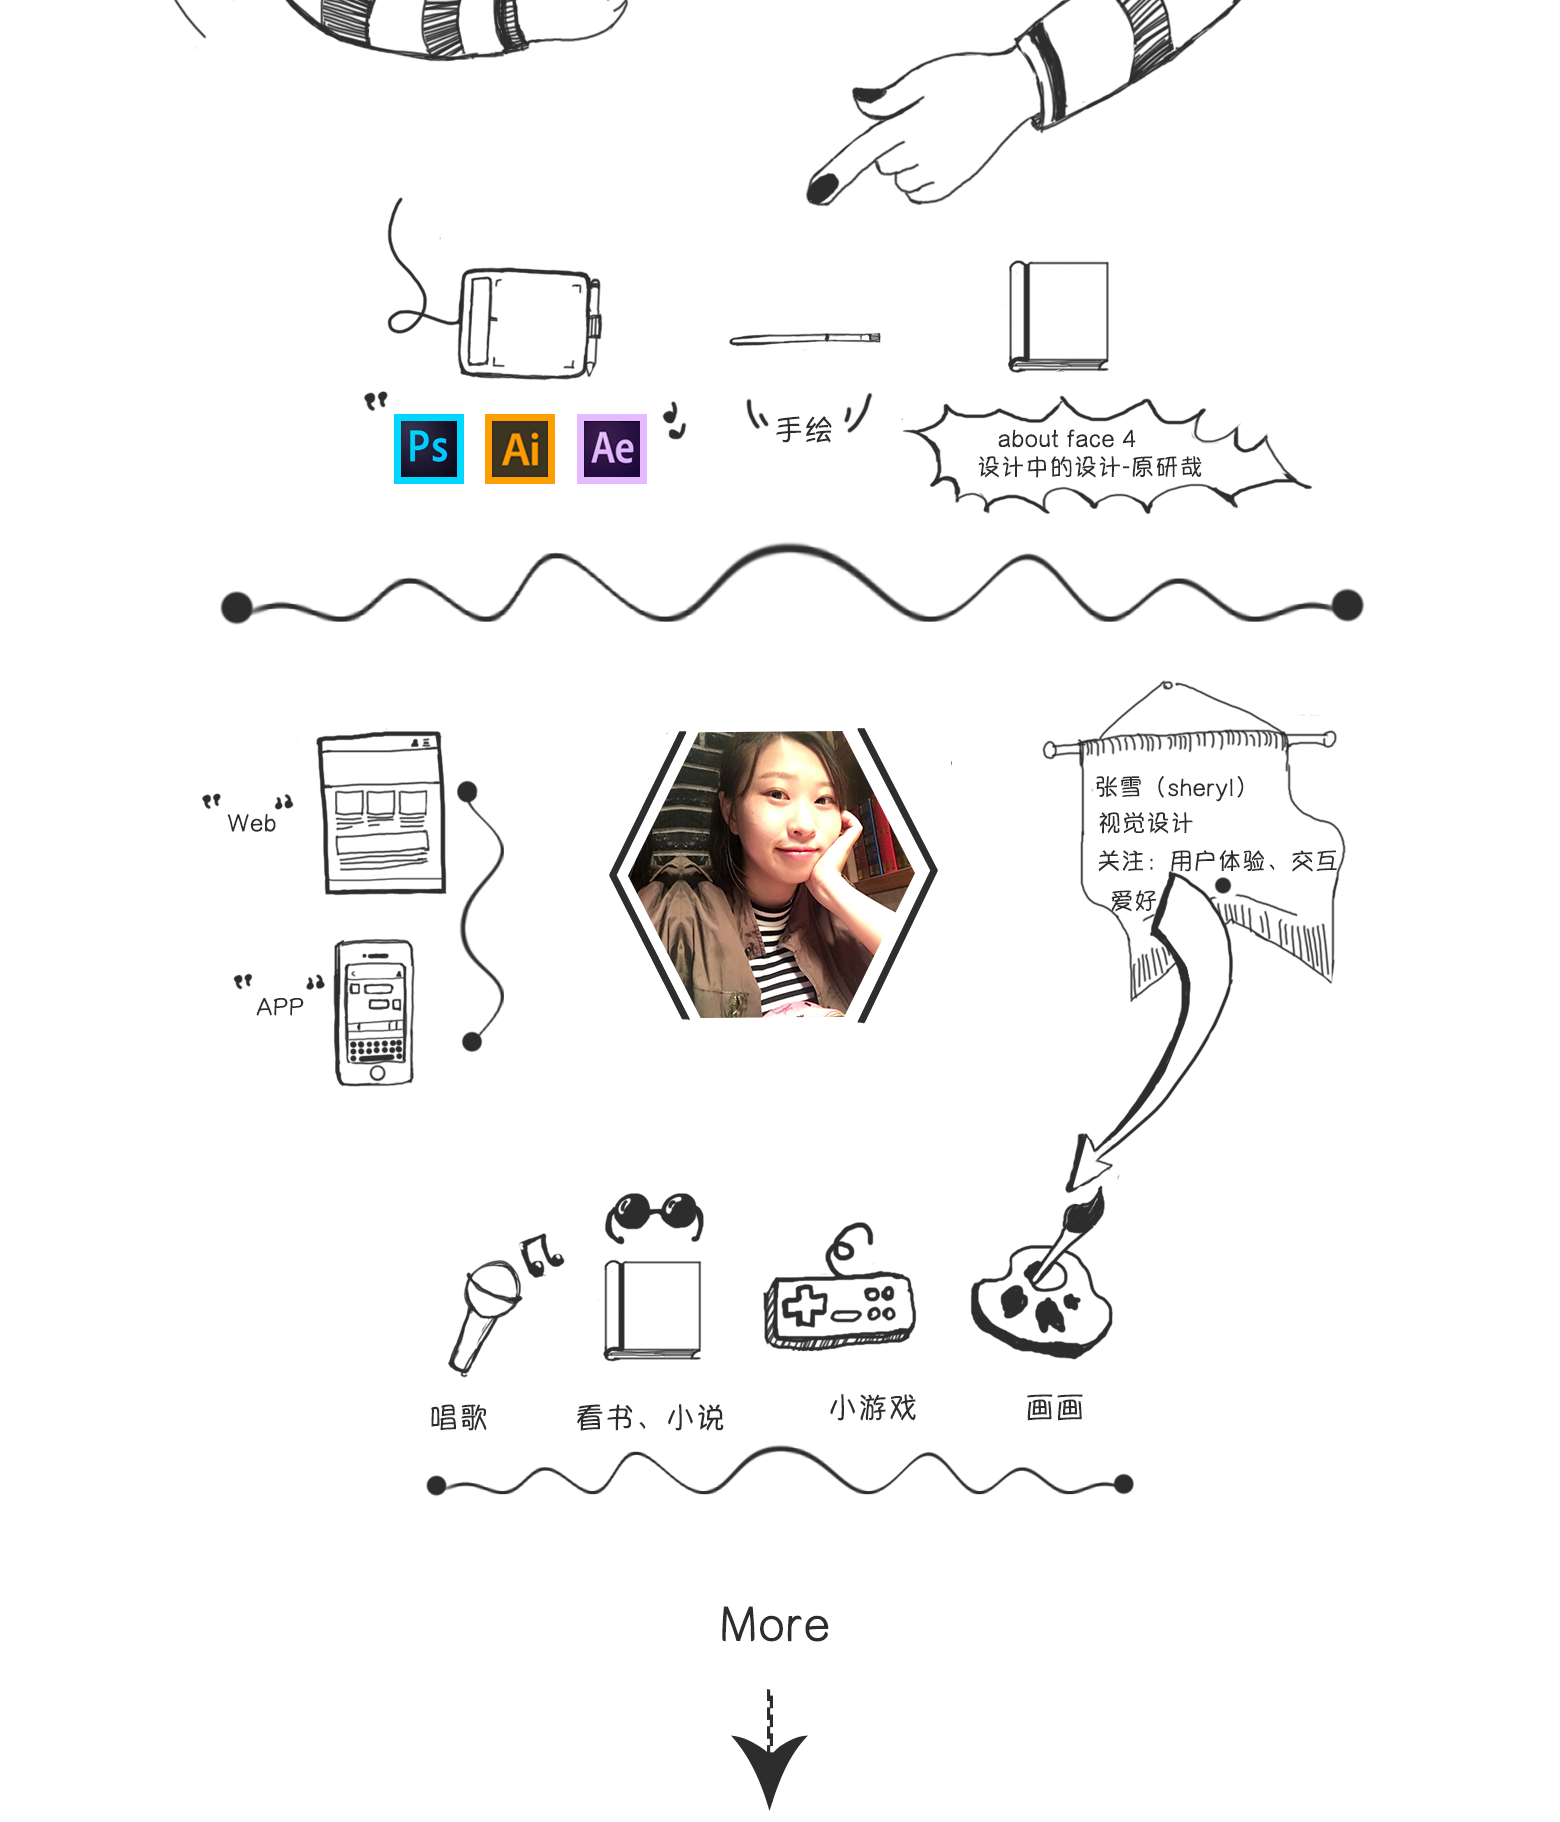 Ps Ai Ae
手绘
about face 4
设计中的设计-原研哉
Web
APP
张雪（sheryl）
视觉设计
关注：用户体验、交互
爱好
唱歌
看书、小说
小游戏
画画
More